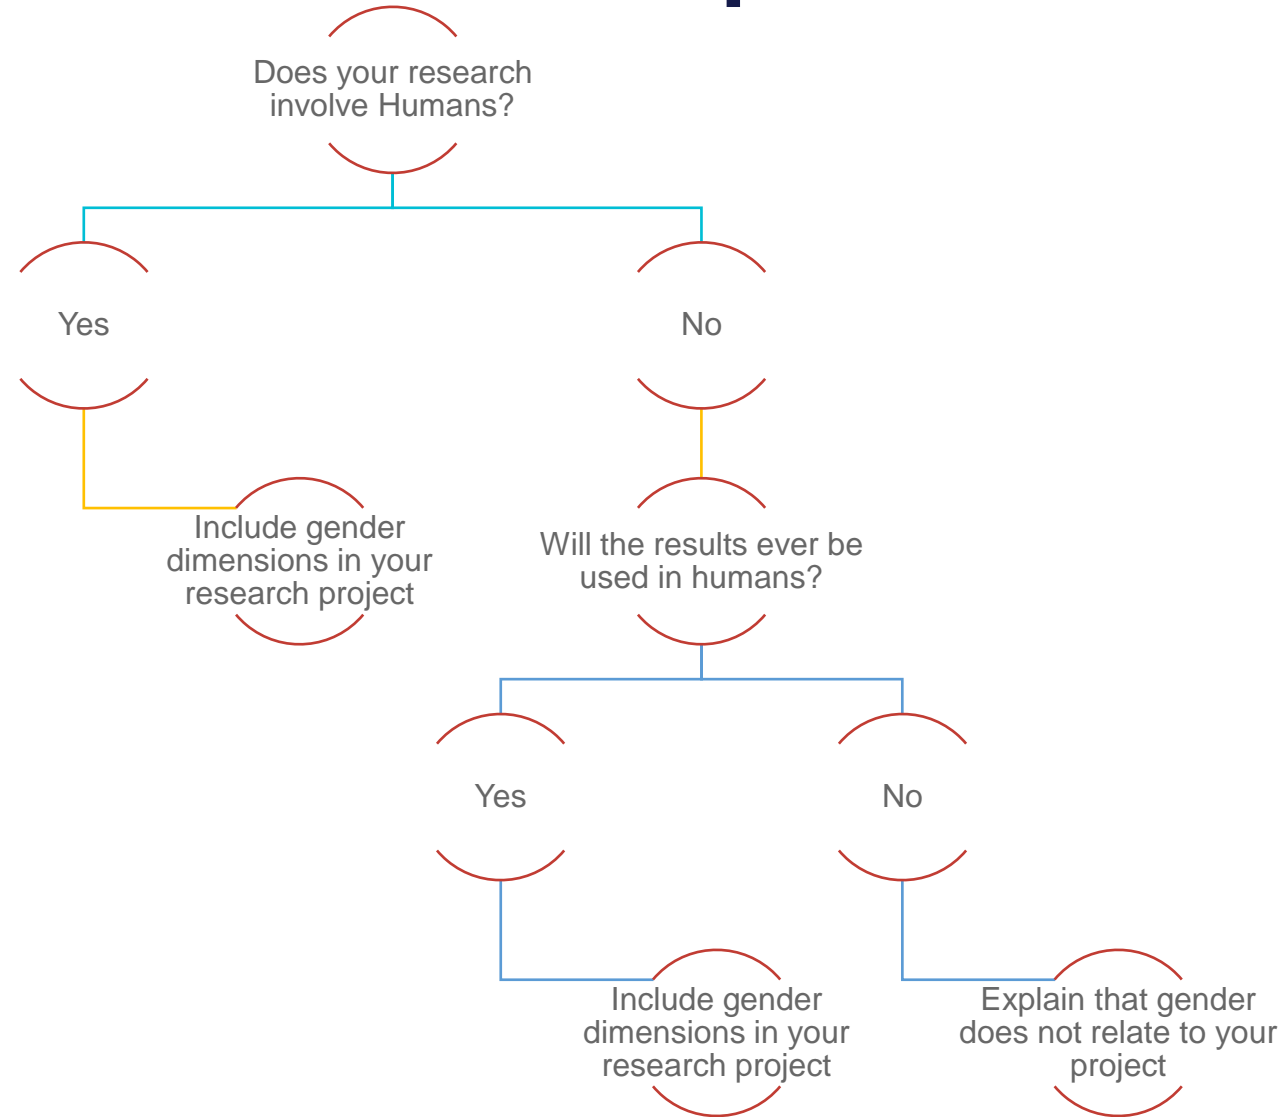 Does your research
involve Humans?
Yes
No
Include gender
dimensions in your
research project
Will the results ever be
used in humans?
Yes
No
Include gender
dimensions in your
research project
Explain that gender
does not relate to your
project